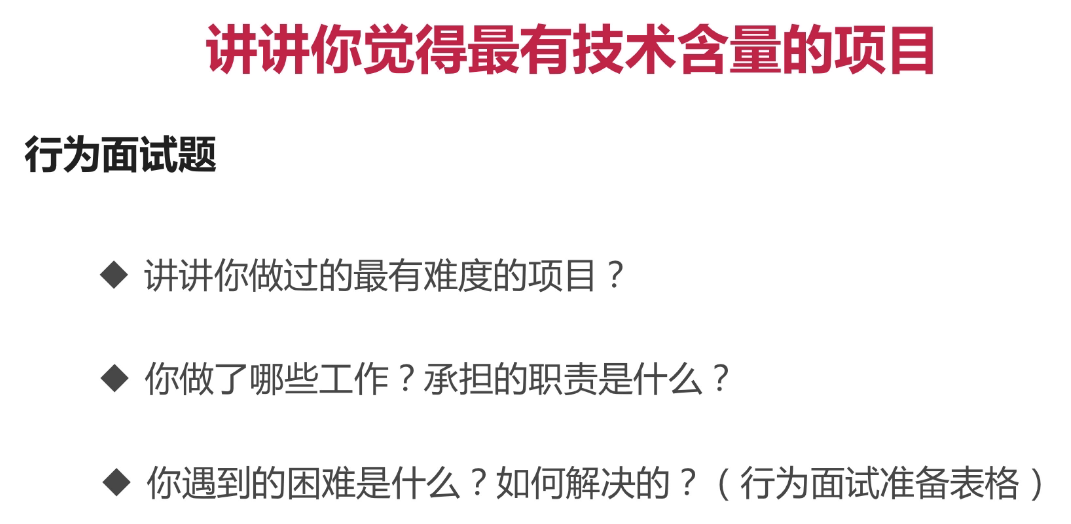 讲讲你觉得最有技术含量的项目
行为面试题
◆ 讲讲你做过的最有难度的项目？
◆ 你做了哪些工作？承担的职责是什么？
◆ 你遇到的困难是什么？如何解决的？（行为面试准备表格）